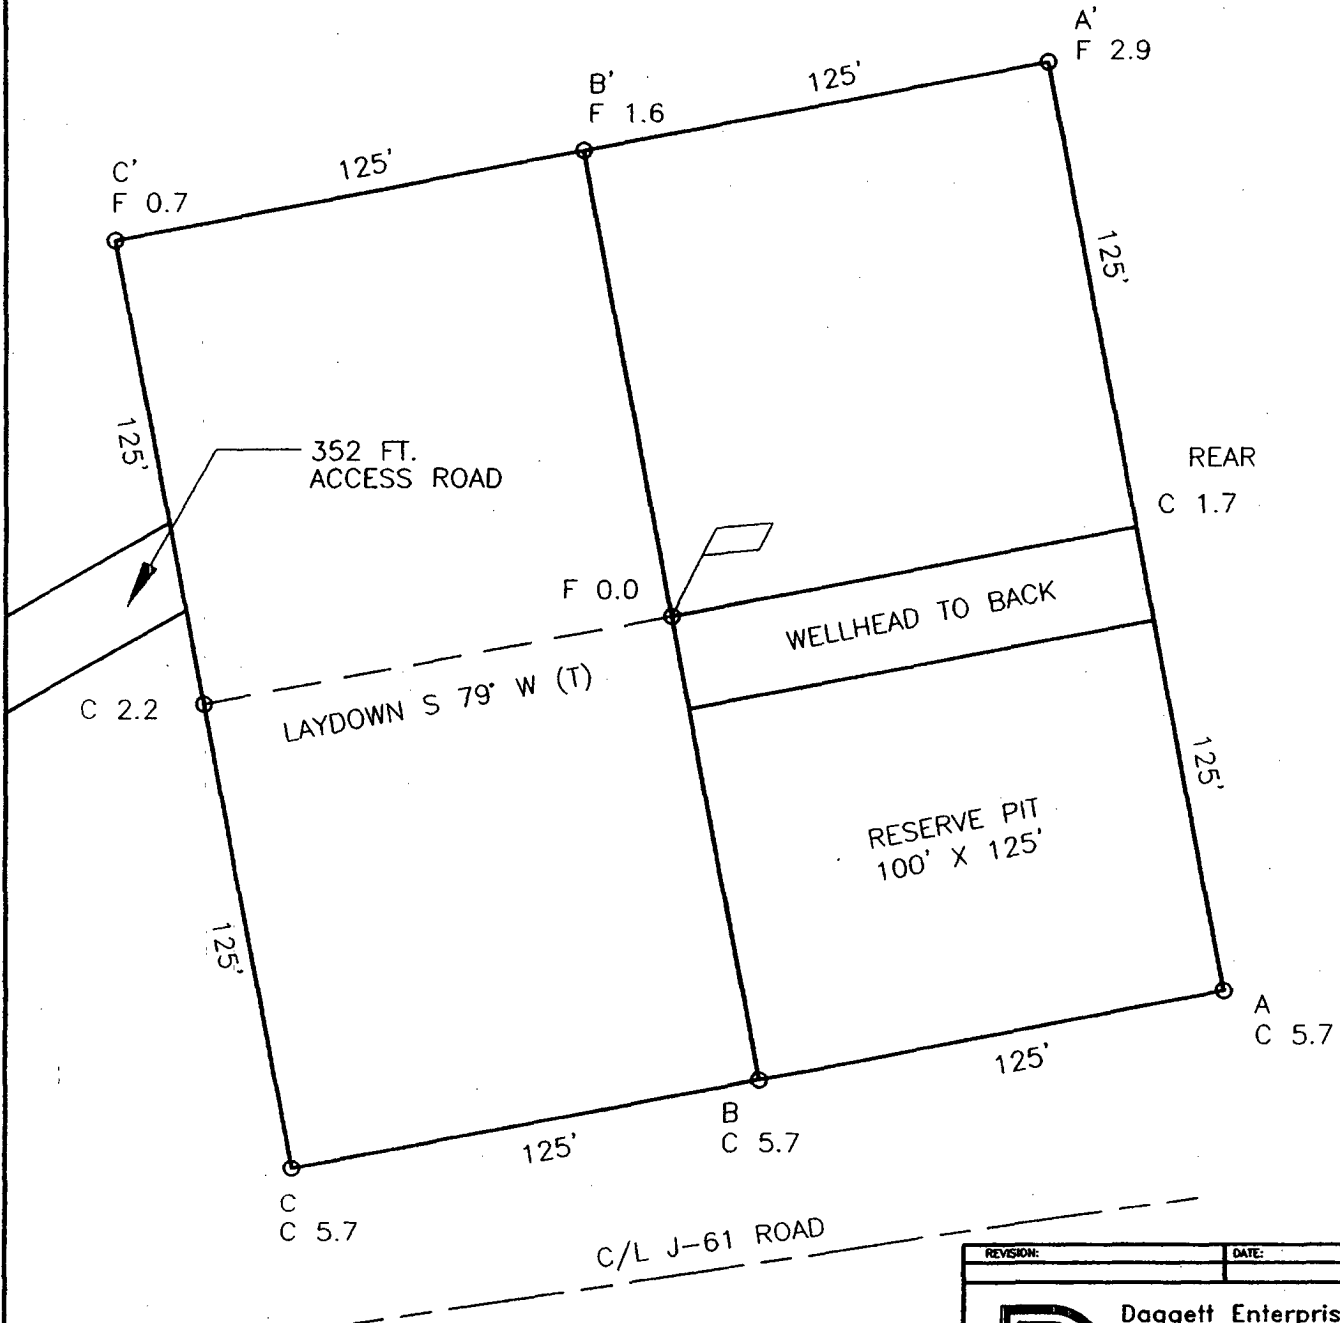 A'
F 2.9
B'
F 1.6
125'
C'
F 0.7
125'
125'
125'
352 FT.
ACCESS ROAD
REAR
C 1.7
F 0.0
WELLHEAD TO BACK
C 2.2
LAYDOWN S 79° W (T)
125'
RESERVE PIT
100' X 125'
125'
A
C 5.7
125'
B
C 5.7
125'
C
C 5.7
C/L J-61 ROAD
REVISION:
DATE:
Daggett Enterpris